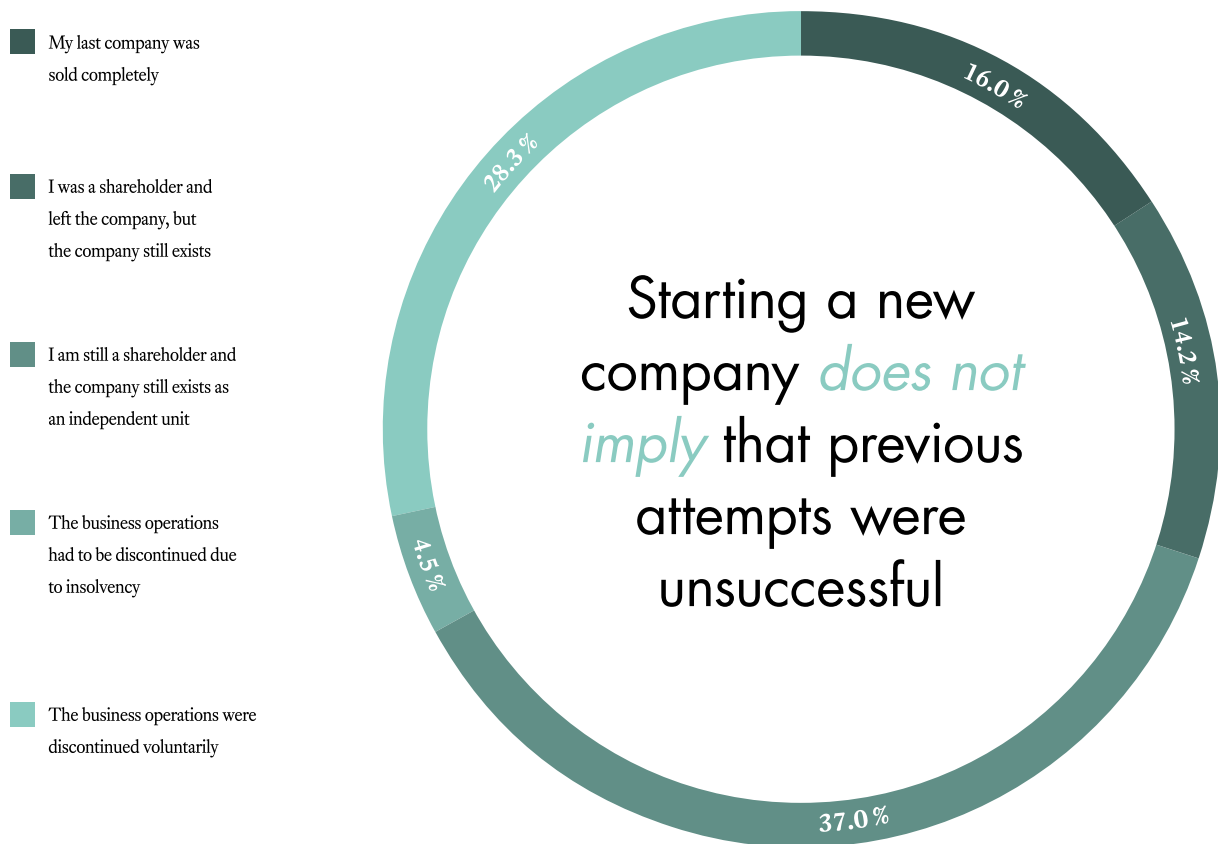 My last company was
sold completely
I was a shareholder and
left the company, but
the company still exists
I am still a shareholder and
the company still exists as
an independent unit
The business operations
had to be discontinued due
to insolvency
The business operations were
discontinued voluntarily
16.0 %
14.2 %
37.0 %
4.5 %
28.3 %
Starting a new
company does not
imply that previous
attempts were
unsuccessful